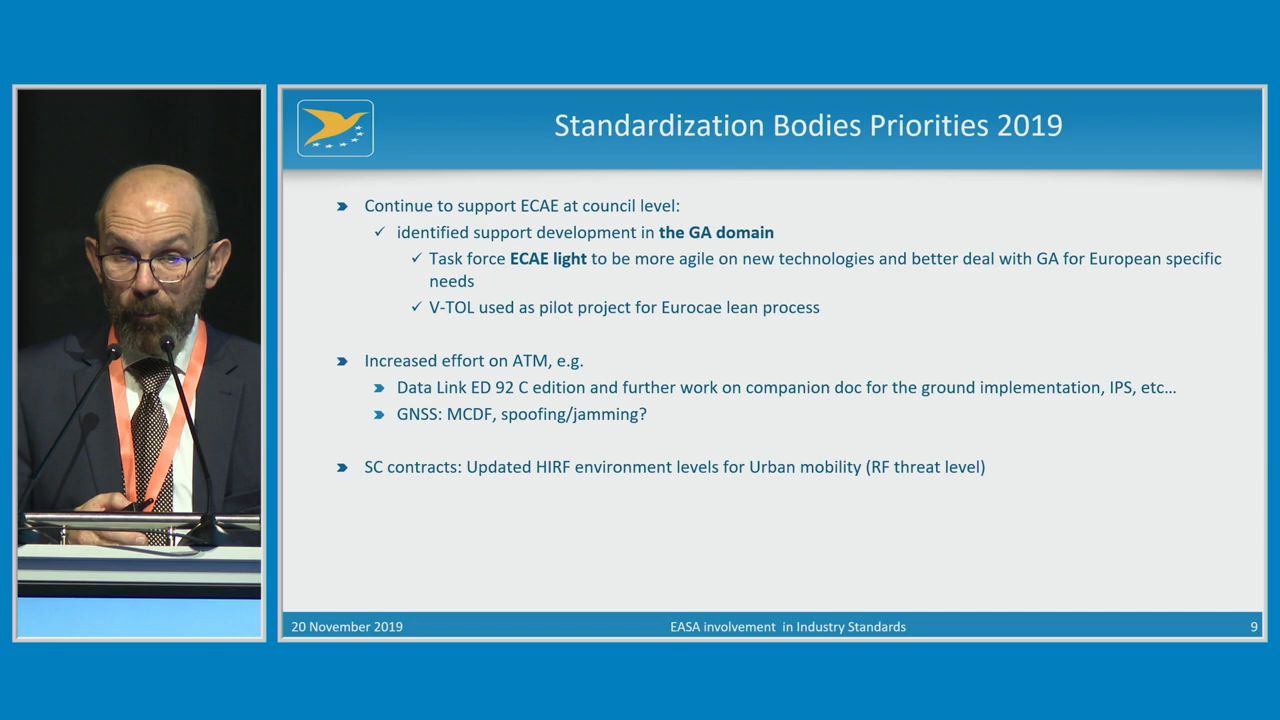 Standardization Bodies Priorities 2019
Continue to support ECAE at council level:
identified support development in the GA domain
Task force ECAE light to be more agile on new technologies and better deal with GA for European specific
needs
V-TOL used as pilot project for Eurocae lean process
Increased effort on ATM, e.g.
Data Link ED 92 C edition and further work on companion doc for the ground implementation, IPS, etc...
GNSS: MCDF, spoofing/jamming?
SC contracts: Updated HIRF environment levels for Urban mobility (RF threat level)
20 November 2019
EASA involvement in Industry Standards
9